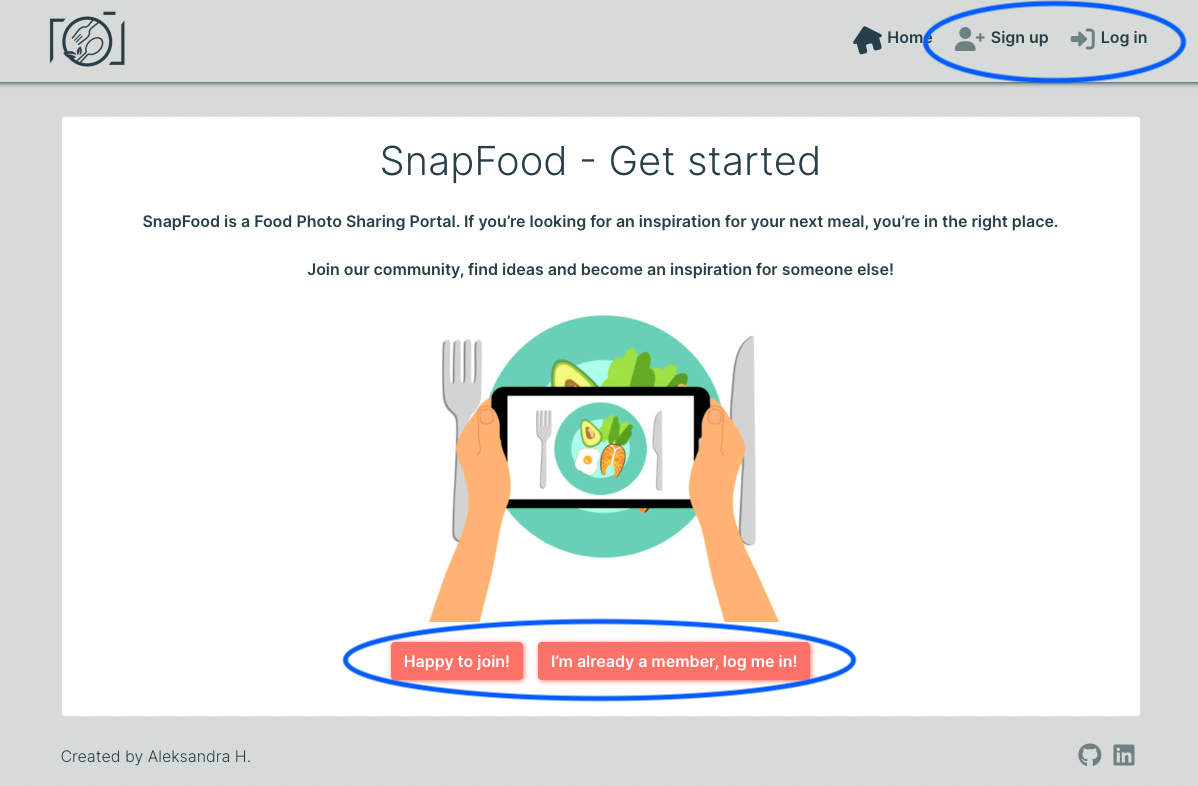 Home Sign up Log in
SnapFood - Get started
SnapFood is a Food Photo Sharing Portal. If you’re looking for an inspiration for your next meal, you’re in the right place.
Join our community, find ideas and become an inspiration for someone else!
Happy to join! I’m already a member, log me in!
Created by Aleksandra H.
in